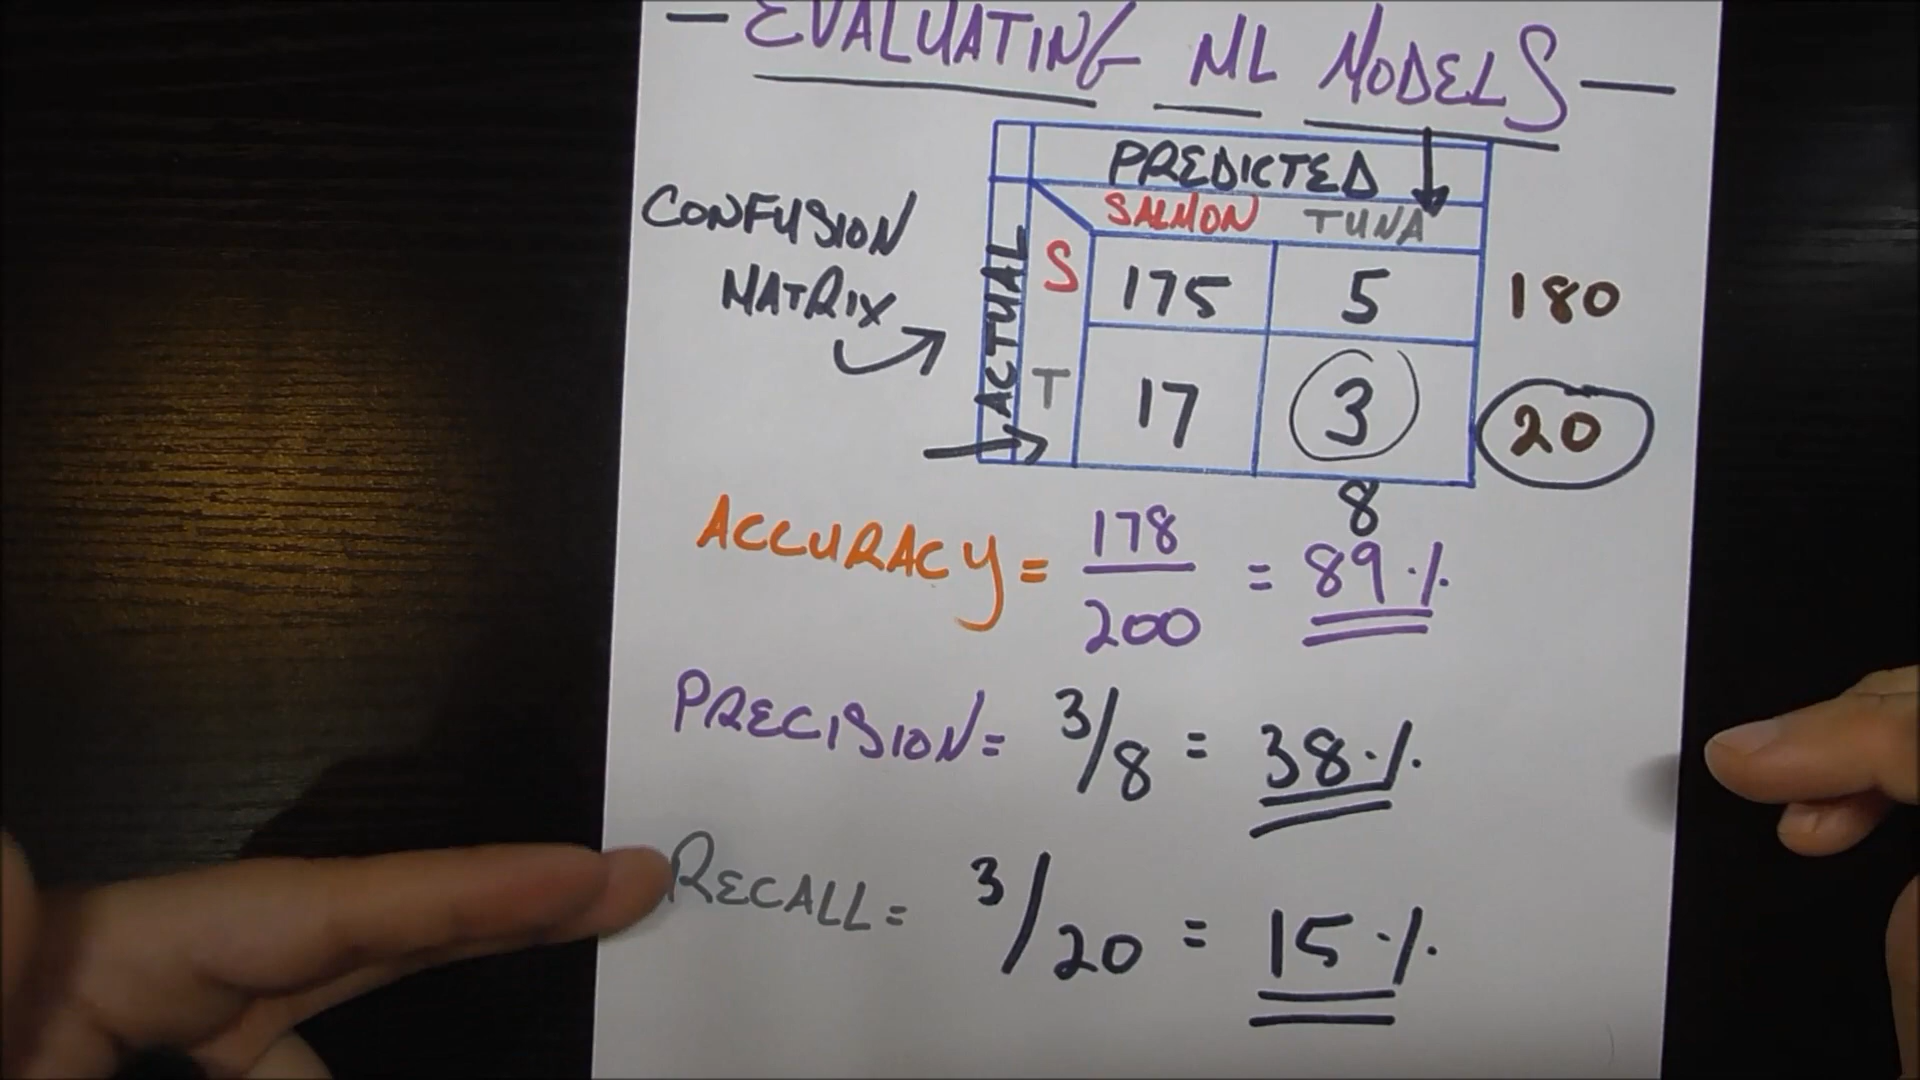 — EVALUATING ML MODELS —
PREDICTED
SALMON TUNA
CONFUSION
MATRIX
ACTUAL
S 175 5 180
T 17 3 20
8
ACCURACY = 178/200 = 89%
PRECISION = 3/8 = 38%
RECALL = 3/20 = 15%